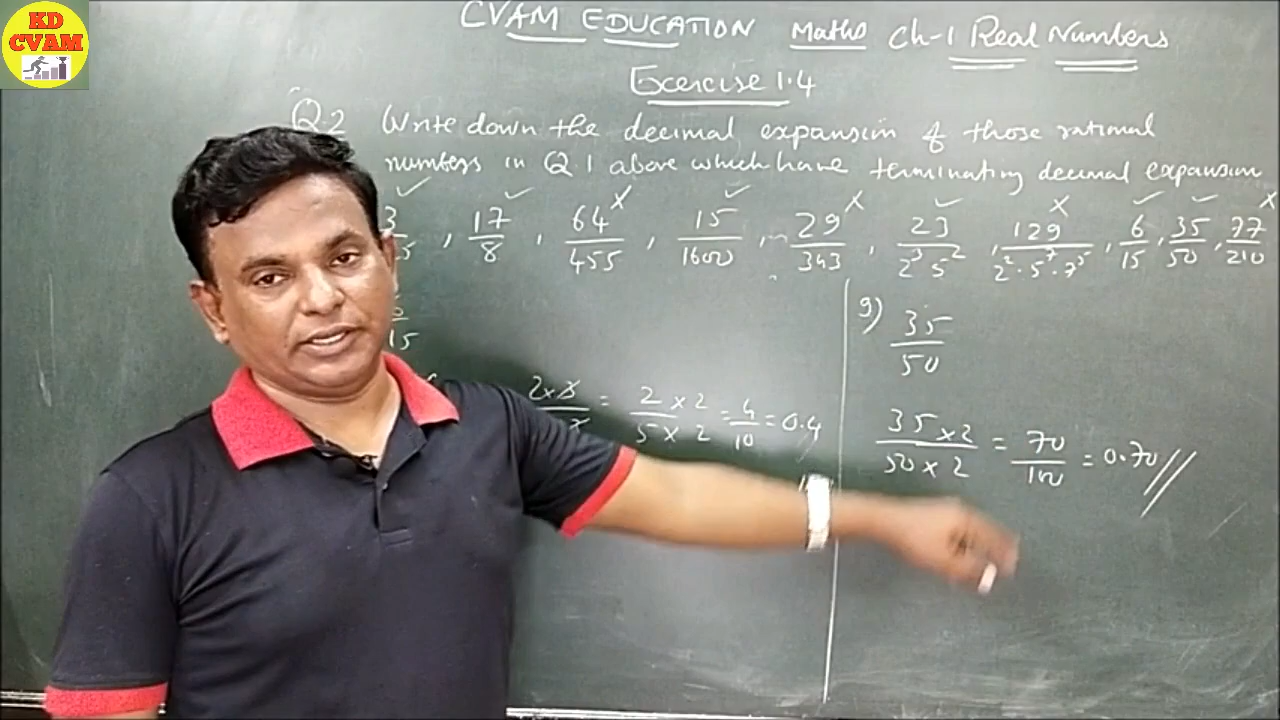 KD
CVAM
CVAM EDUCATION Maths Ch-1 Real Numbers
Exercise 1.4
Q.2 Write down the decimal expansion of those rational
numbers in Q.1 above which have terminating decimal expansion
✓ ✓ X ✓ X ✓ X ✓ ✓ X
3/5, 17/8, 64/455, 15/1600, 29/343, 23/2³5², 129/2²·5⁷·7⁵, 6/15, 35/50, 77/210
15
2×3 = 2×2/5×2 = 4/10 = 0.4
9) 35/50
35×2/50×2 = 70/100 = 0.70//